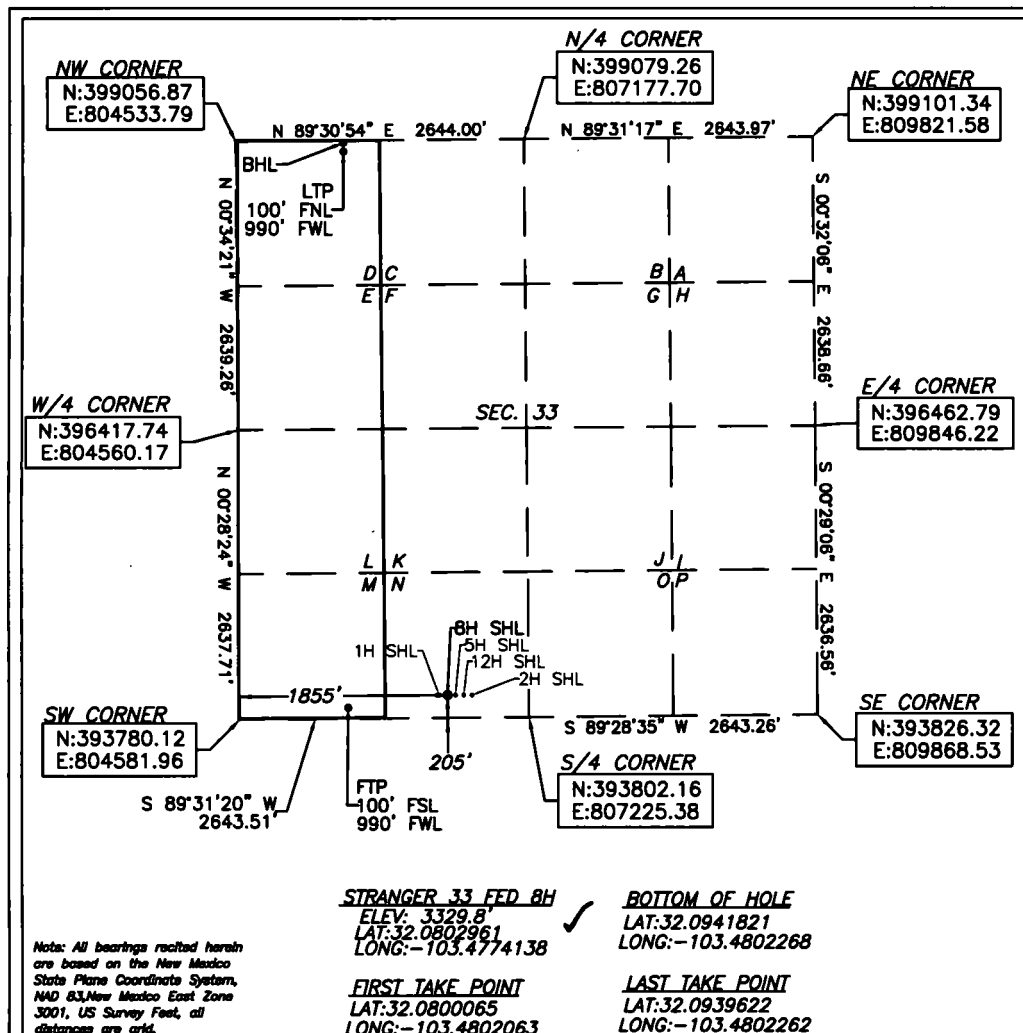 NW CORNER
N:399056.87
E:804533.79
N/4 CORNER
N:399079.26
E:807177.70
NE CORNER
N:399101.34
E:809821.58
N 89°30'54" E 2644.00'
N 89°31'17" E 2643.97'
BHL
LTP
100' FNL
990' FWL
N 00°34'21" W 2639.26'
S 00°32'06" E 2638.66'
D C
E F
B A
G H
W/4 CORNER
N:396417.74
E:804560.17
SEC. 33
E/4 CORNER
N:396462.79
E:809846.22
N 00°28'24" W 2637.71'
S 00°29'06" E 2636.56'
L K
M N
J I
O P
8H SHL
1H SHL
5H SHL
12H SHL
2H SHL
1855'
205'
SW CORNER
N:393780.12
E:804581.96
S 89°31'20" W
2643.51'
FTP
100' FSL
990' FWL
S 89°28'35" W 2643.26'
S/4 CORNER
N:393802.16
E:807225.38
SE CORNER
N:393826.32
E:809868.53
STRANGER 33 FED 8H
ELEV: 3329.8'
LAT:32.0802961
LONG:-103.4774138
BOTTOM OF HOLE
LAT:32.0941821
LONG:-103.4802268
FIRST TAKE POINT
LAT:32.0800065
LONG:-103.4802063
LAST TAKE POINT
LAT:32.0939622
LONG:-103.4802262
Note: All bearings recited herein
are based on the New Mexico
State Plane Coordinate System,
NAD 83,New Mexico East Zone
3001, US Survey Feet, all
distances are grid.